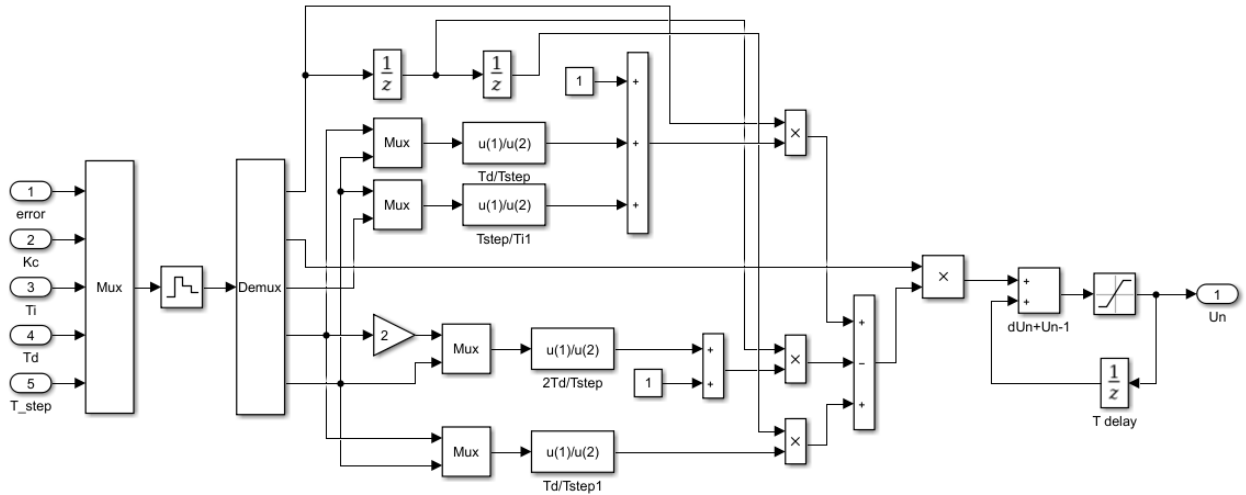 1
error
2
Kc
3
Ti
4
Td
5
T_step
Mux
Demux
1
z
1
z
1
+
+
+
Mux
u(1)/u(2)
Td/Tstep
Mux
u(1)/u(2)
Tstep/Ti1
2
Mux
u(1)/u(2)
2Td/Tstep
1
+
+
Mux
u(1)/u(2)
Td/Tstep1
×
×
×
+
−
+
×
+
+
dUn+Un-1
1
z
T delay
1
Un